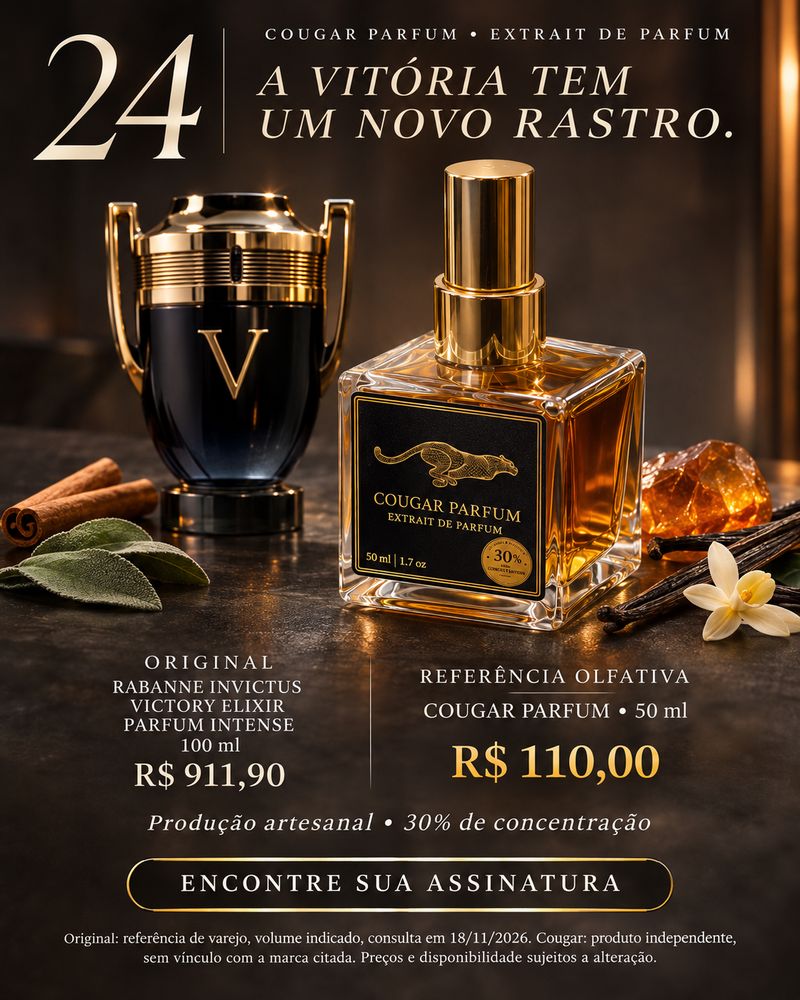 24
COUGAR PARFUM • EXTRAIT DE PARFUM
A VITÓRIA TEM
UM NOVO RASTRO.
V
COUGAR PARFUM
EXTRAIT DE PARFUM
50 ml | 1.7 oz
30%
ORIGINAL
RABANNE INVICTUS
VICTORY ELIXIR
PARFUM INTENSE
100 ml
R$ 911,90
REFERÊNCIA OLFATIVA
COUGAR PARFUM • 50 ml
R$ 110,00
Produção artesanal • 30% de concentração
ENCONTRE SUA ASSINATURA
Original: referência de varejo, volume indicado, consulta em 18/11/2026. Cougar: produto independente,
sem vínculo com a marca citada. Preços e disponibilidade sujeitos a alteração.